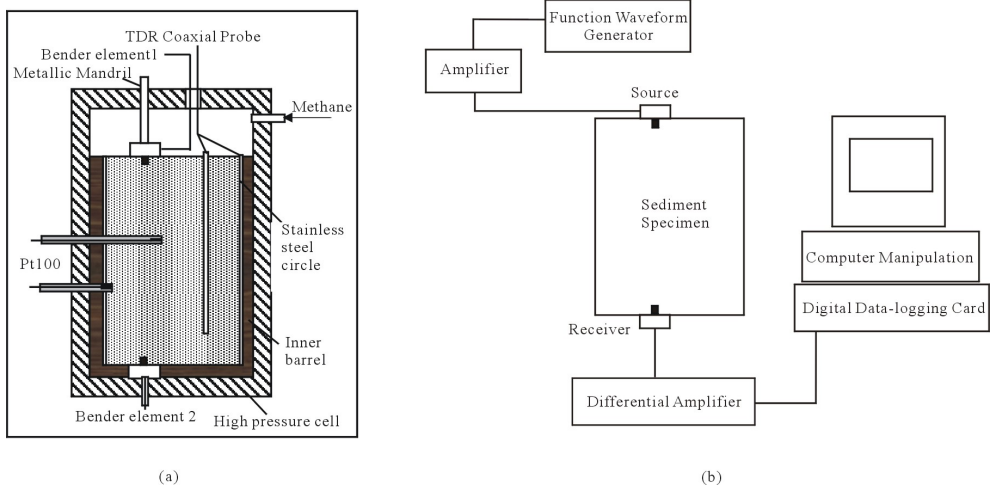 TDR Coaxial Probe
Bender element1
Metallic Mandril
Methane
Stainless
steel
circle
Pt100
Inner
barrel
Bender element 2
High pressure cell
(a)
Function Waveform
Generator
Amplifier
Source
Sediment
Specimen
Computer Manipulation
Digital Data-logging Card
Receiver
Differential Amplifier
(b)